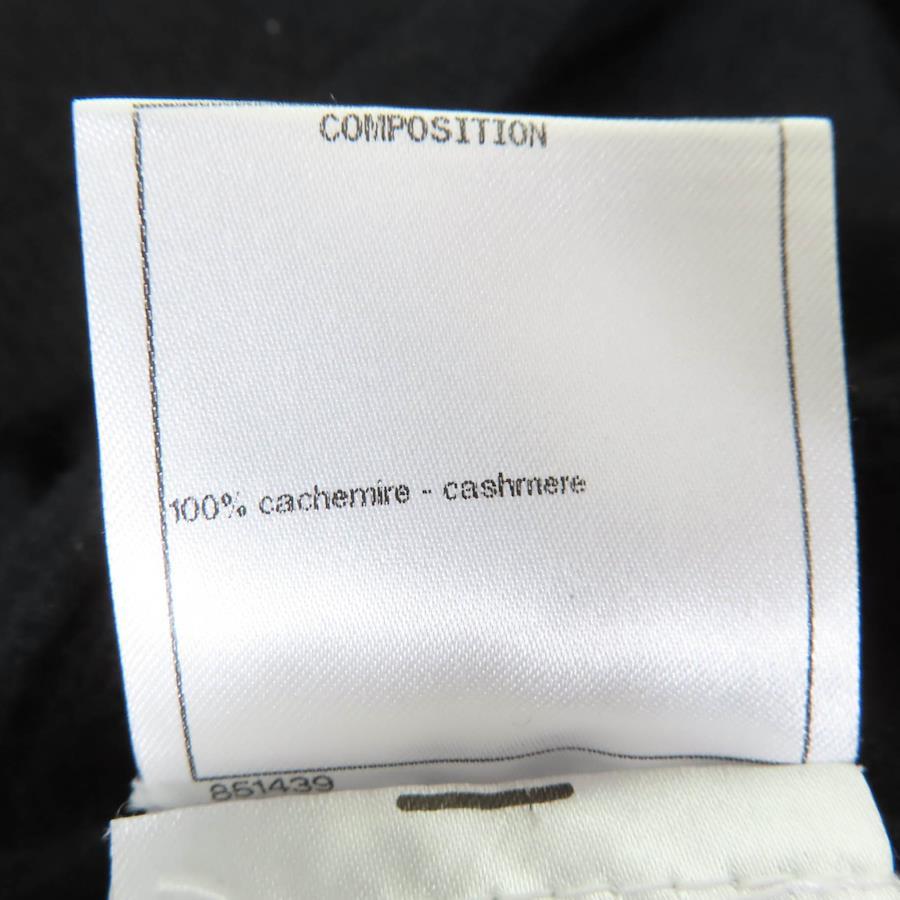 COMPOSITION
100% cachemire - cashmere
851439